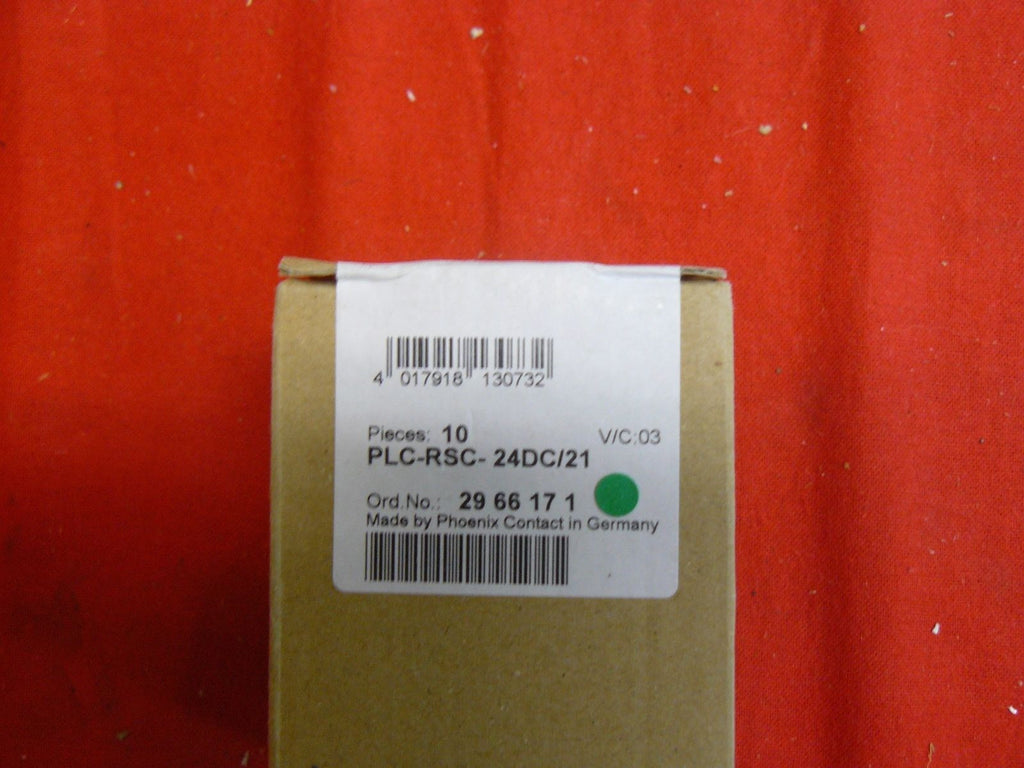 4 017918 130732
Pieces: 10 V/C:03
PLC-RSC- 24DC/21
Ord.No.: 29 66 17 1
Made by Phoenix Contact in Germany